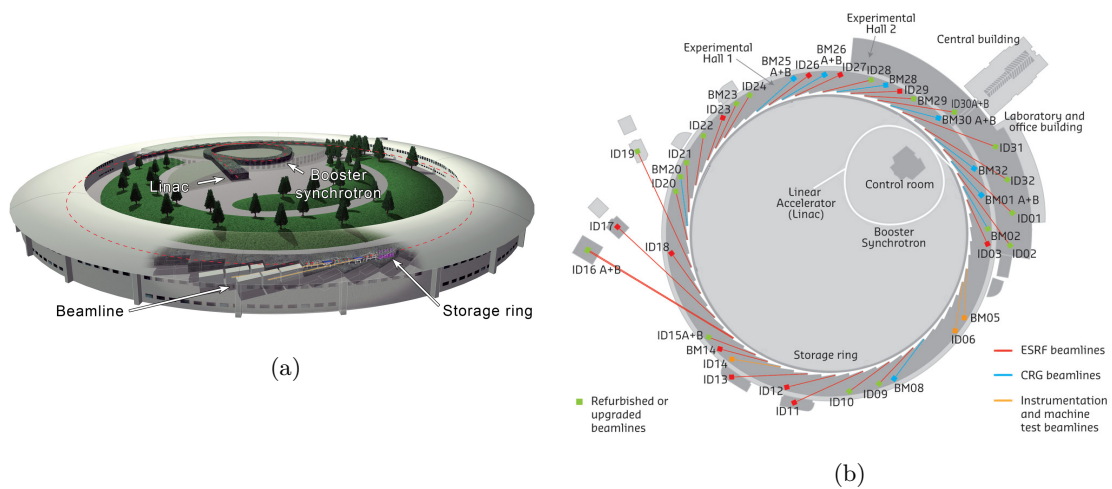 Linac
Booster
synchrotron
Beamline
Storage ring
(a)
Experimental
Hall 2
Experimental
Hall 1
Central building
Laboratory and
office building
BM25
A+B
ID26
BM26
A+B
ID27
ID28
BM28
ID29
BM29
ID30A+B
BM30 A+B
ID31
BM32
ID32
BM01 A+B
ID01
BM02
ID02
ID03
BM05
ID06
BM08
ID09
ID10
ID11
ID12
ID13
ID14
BM14
ID15A+B
ID16 A+B
ID17
ID18
ID19
ID20
BM20
ID21
ID22
ID23
BM23
ID24
Linear
Accelerator
(Linac)
Control room
Booster
Synchrotron
Storage ring
Refurbished or
upgraded
beamlines
ESRF beamlines
CRG beamlines
Instrumentation
and machine
test beamlines
(b)